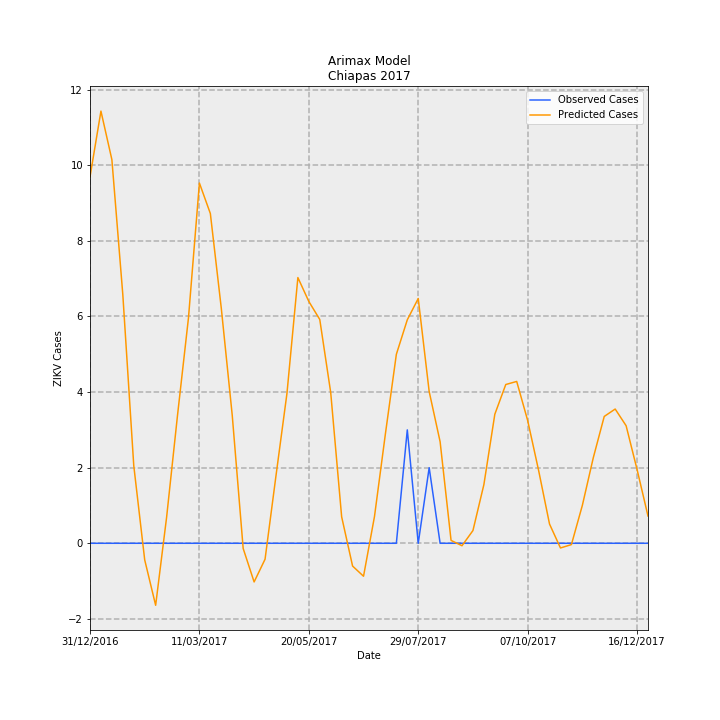 Arimax Model
Chiapas 2017
Observed Cases
Predicted Cases
ZIKV Cases
12
10
8
6
4
2
0
−2
31/12/2016
11/03/2017
20/05/2017
29/07/2017
07/10/2017
16/12/2017
Date